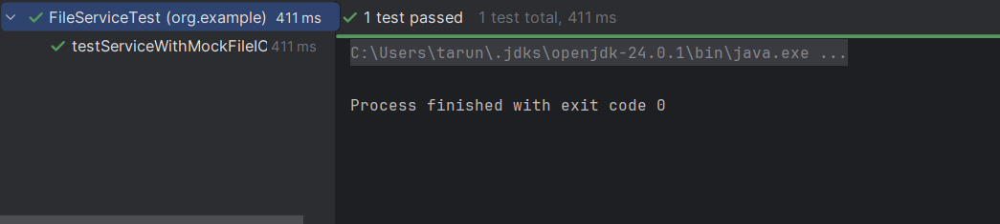 FileServiceTest (org.example) 411 ms
testServiceWithMockFileIO 411 ms
1 test passed 1 test total, 411 ms
C:\Users\tarun\.jdks\openjdk-24.0.1\bin\java.exe ...
Process finished with exit code 0